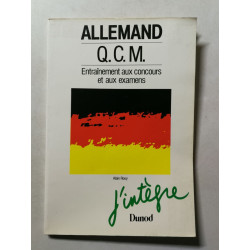 ALLEMAND
Q.C.M.
Entraînement aux concours
et aux examens
j'intègre
Dunod